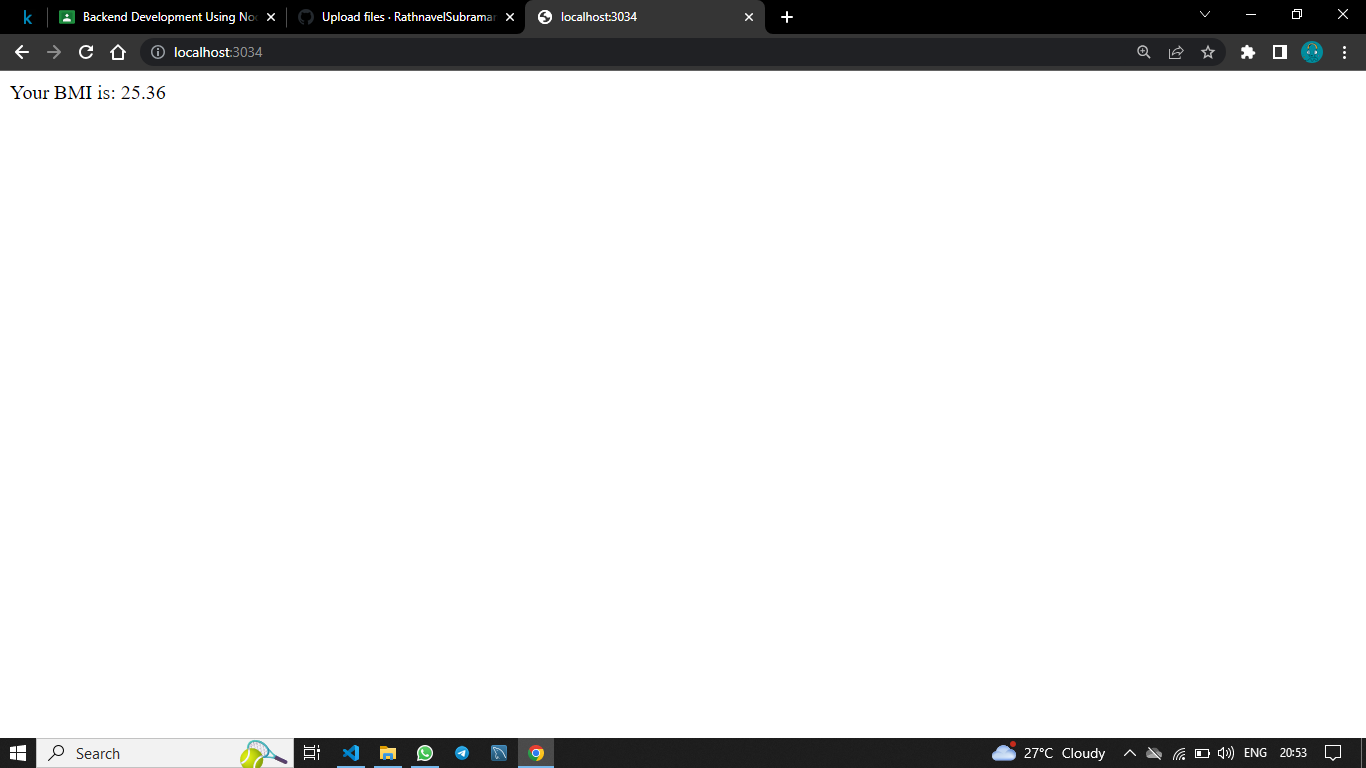 k
Backend Development Using No
Upload files · RathnavelSubramar
localhost:3034
localhost:3034
Your BMI is: 25.36
Search
27°C Cloudy
ENG
20:53